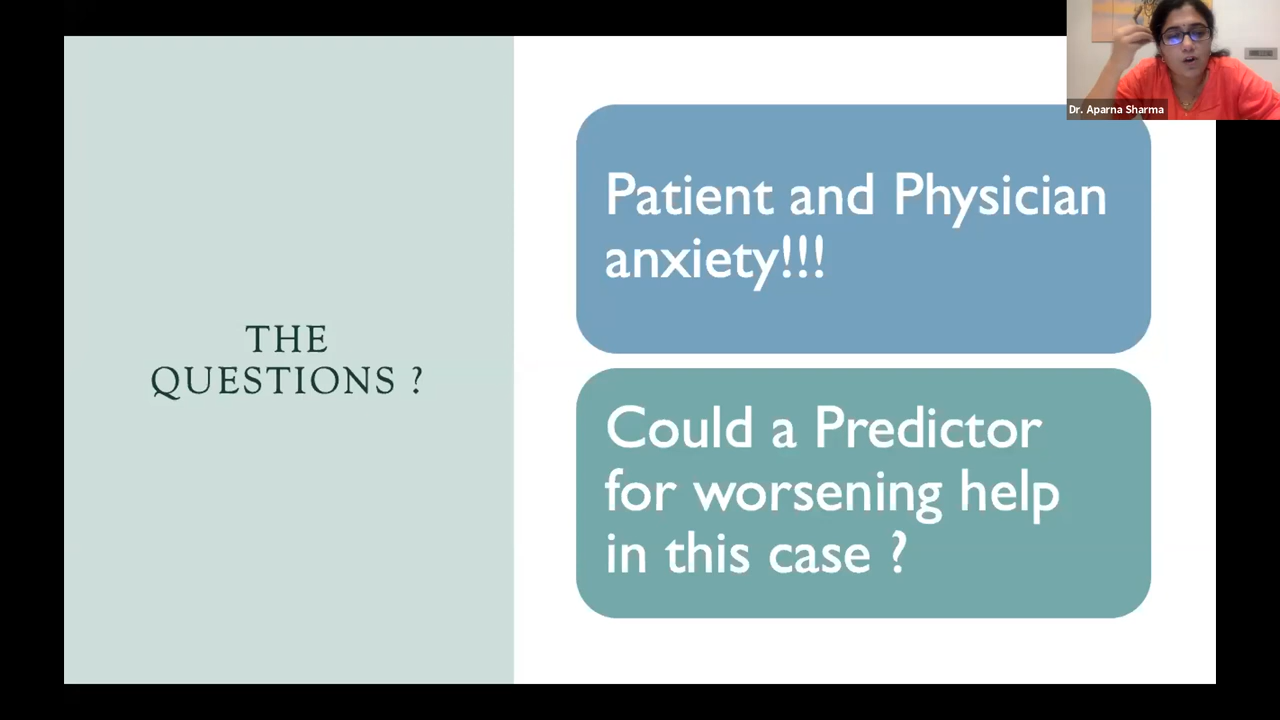 THE
QUESTIONS ?
Patient and Physician
anxiety!!!
Could a Predictor
for worsening help
in this case ?
Dr. Aparna Sharma